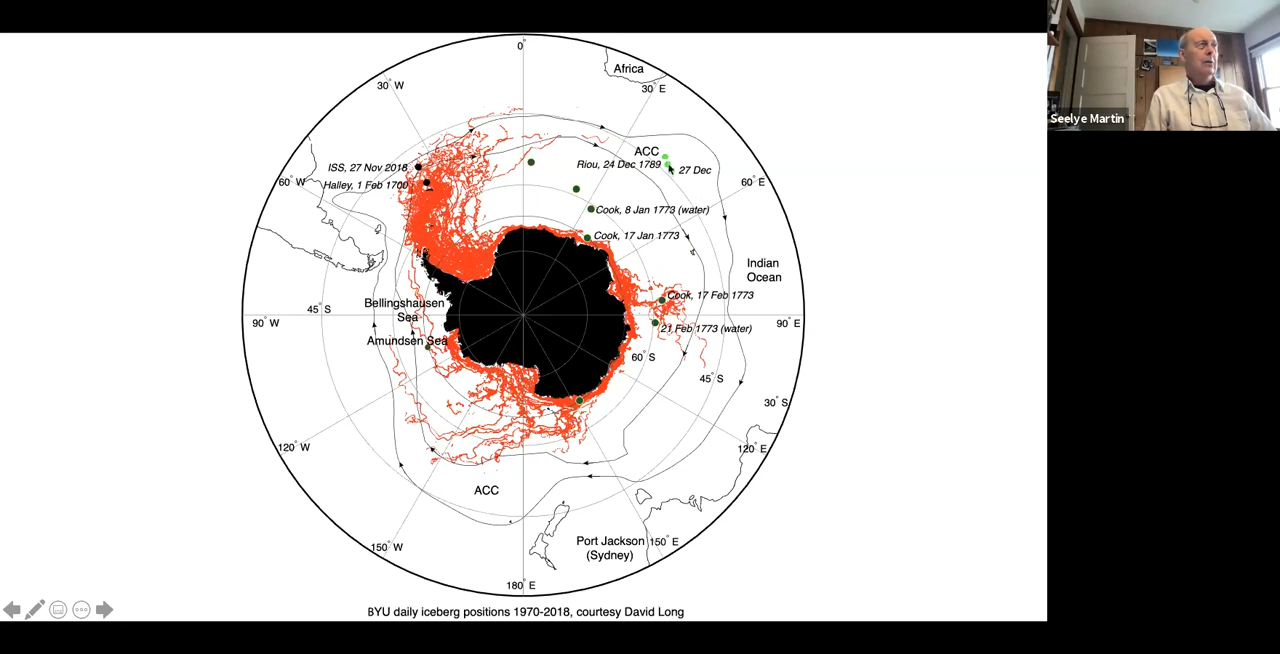 0°
Africa
30° W
30° E
ACC
Riou, 24 Dec 1789
27 Dec
ISS, 27 Nov 2018
Halley, 1 Feb 1700
60° W
60° E
Cook, 8 Jan 1773 (water)
Cook, 17 Jan 1773
Indian
Ocean
Cook, 17 Feb 1773
Bellingshausen
Sea
45° S
90° W
90° E
21 Feb 1773 (water)
Amundsen Sea
60° S
45° S
30° S
120° W
120° E
ACC
150° W
Port Jackson
(Sydney)
150° E
180° E
BYU daily iceberg positions 1970-2018, courtesy David Long
Seelye Martin